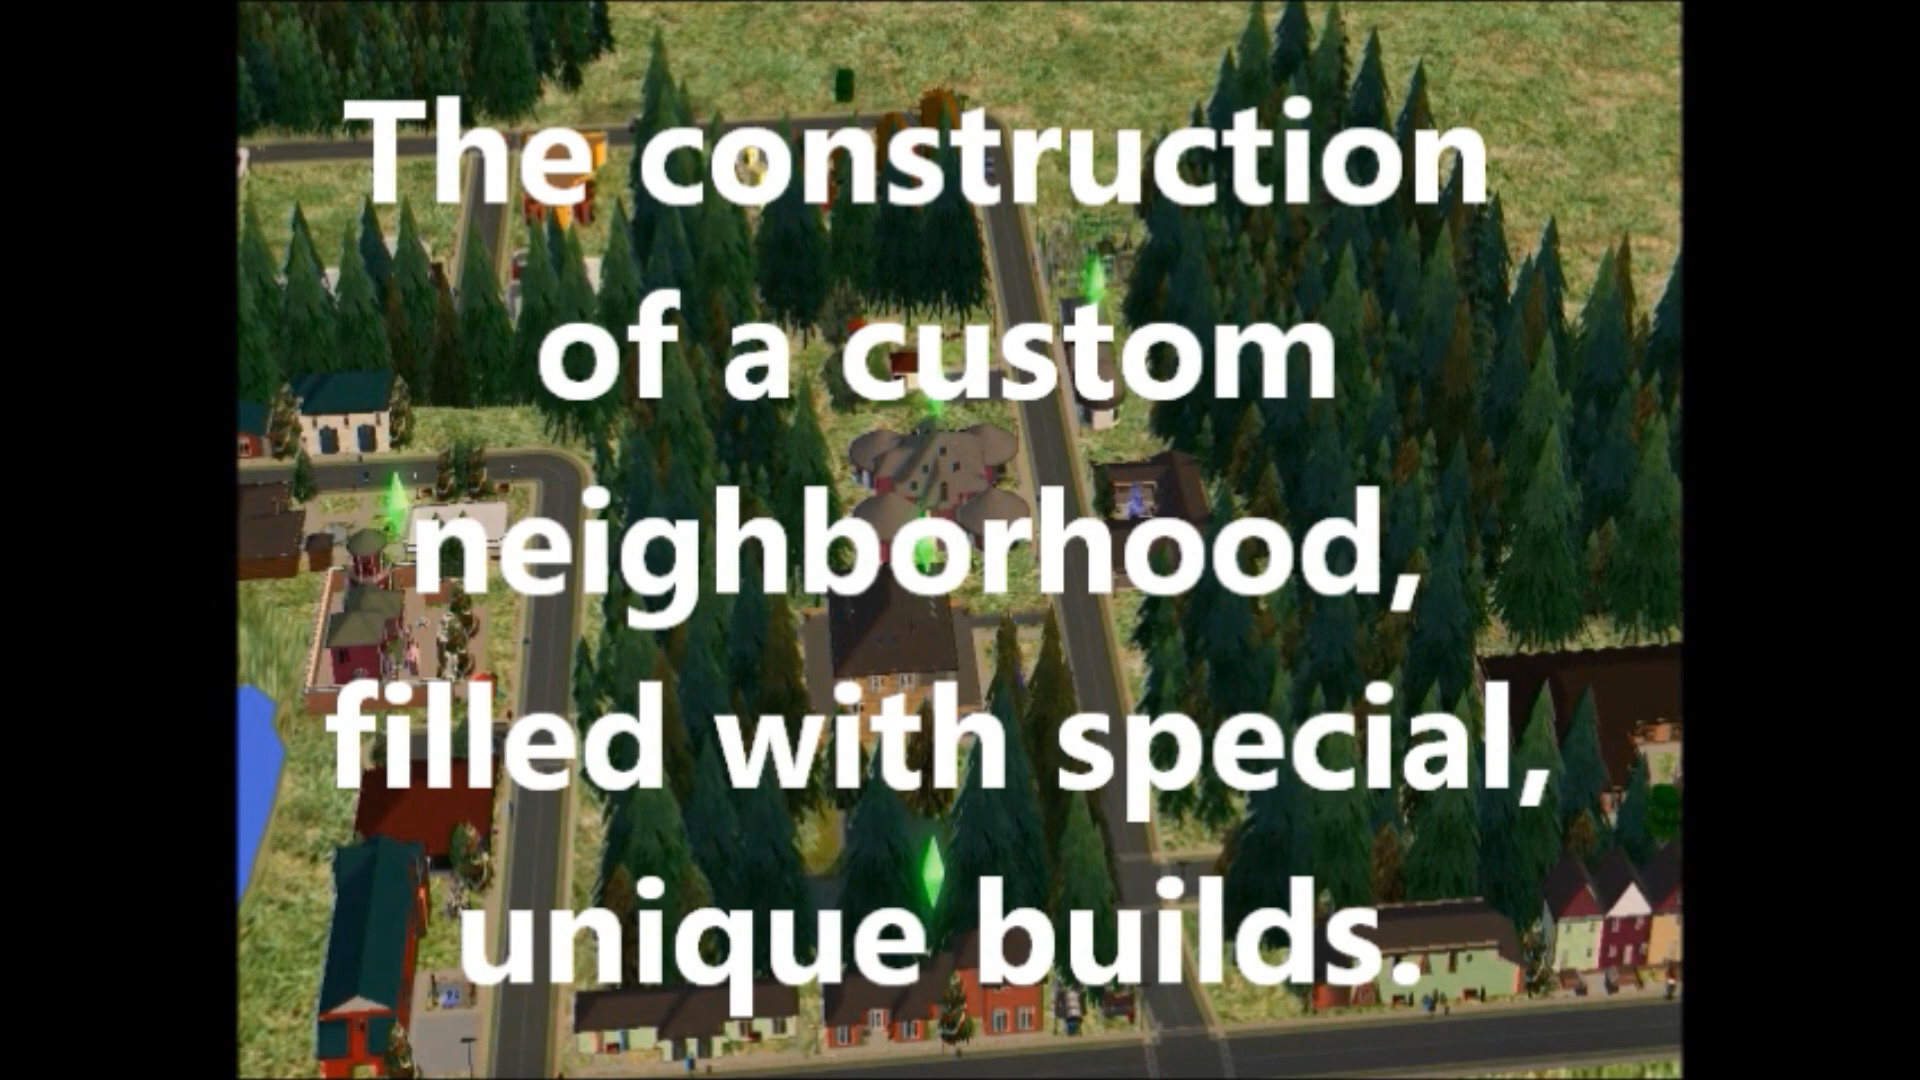 The construction
of a custom
neighborhood,
filled with special,
unique builds.